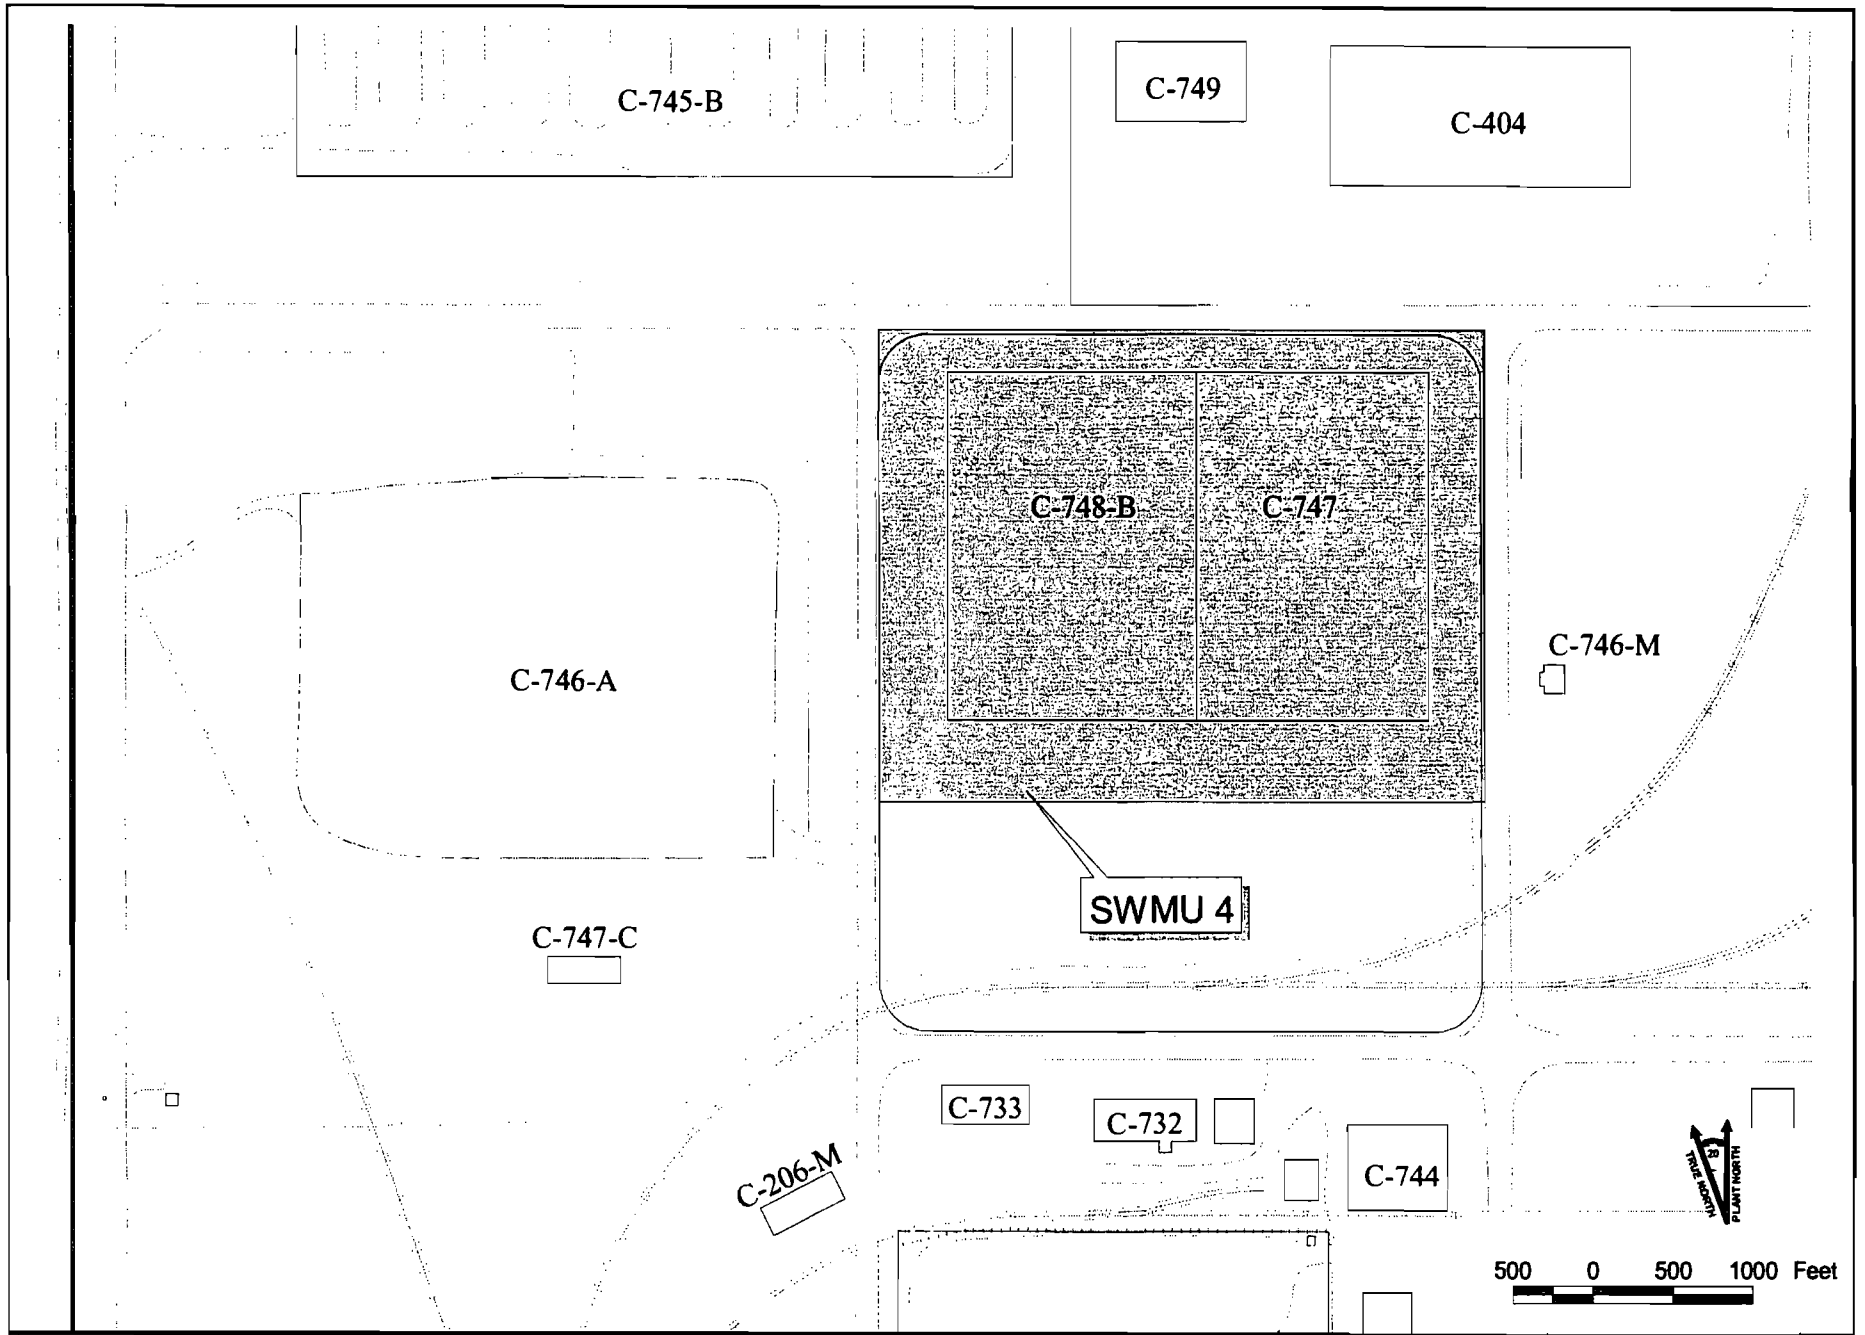 C-745-B
C-749
C-404
C-748-B
C-747
C-746-M
C-746-A
SWMU 4
C-747-C
C-733
C-732
C-206-M
C-744
TRUE NORTH
PLANT NORTH
500 0 500 1000 Feet